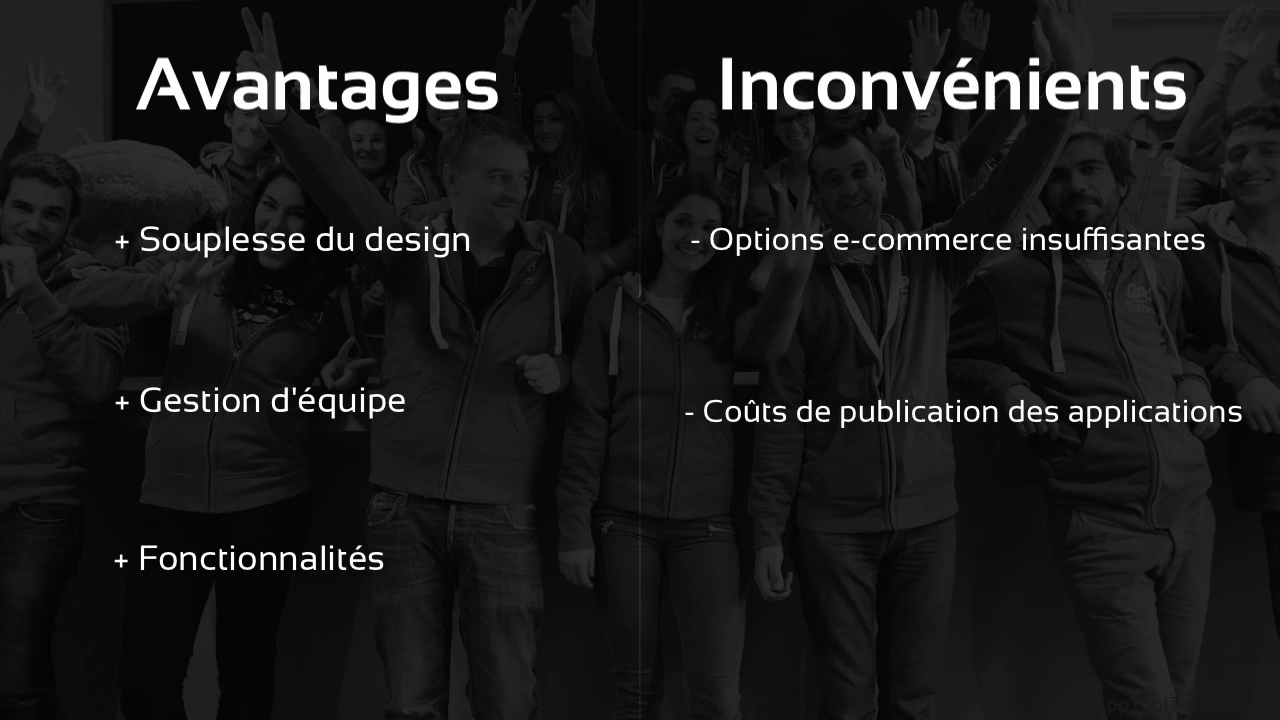 Avantages
+ Souplesse du design
+ Gestion d'équipe
+ Fonctionnalités
Inconvénients
- Options e-commerce insuffisantes
- Coûts de publication des applications